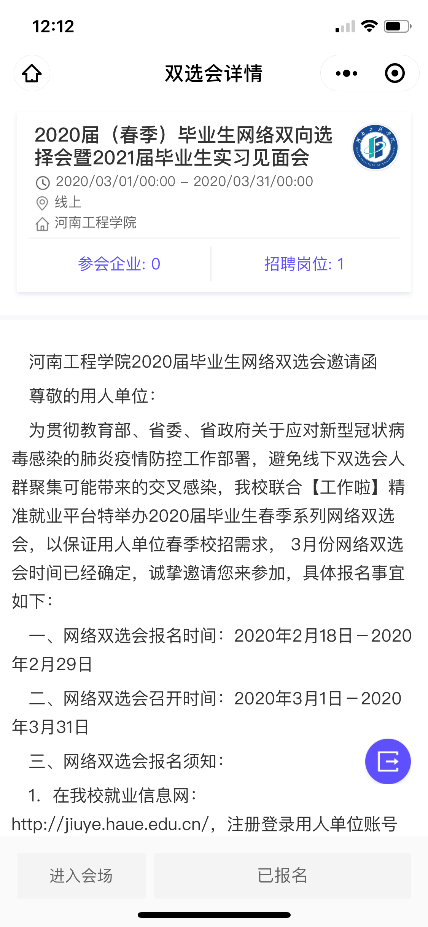 12:12
双选会详情
2020届（春季）毕业生网络双向选
择会暨2021届毕业生实习见面会
2020/03/01/00:00 - 2020/03/31/00:00
线上
河南工程学院
参会企业: 0
招聘岗位: 1
河南工程学院2020届毕业生网络双选会邀请函
尊敬的用人单位：
为贯彻教育部、省委、省政府关于应对新型冠状病
毒感染的肺炎疫情防控工作部署，避免线下双选会人
群聚集可能带来的交叉感染，我校联合【工作啦】精
准就业平台特举办2020届毕业生春季系列网络双选
会，以保证用人单位春季校招需求， 3月份网络双选
会时间已经确定，诚挚邀请您来参加，具体报名事宜
如下：
一、网络双选会报名时间：2020年2月18日－2020
年2月29日
二、网络双选会召开时间：2020年3月1日－2020
年3月31日
三、网络双选会报名须知：
1．在我校就业信息网：
http://jiuye.haue.edu.cn/，注册登录用人单位账号
进入会场
已报名